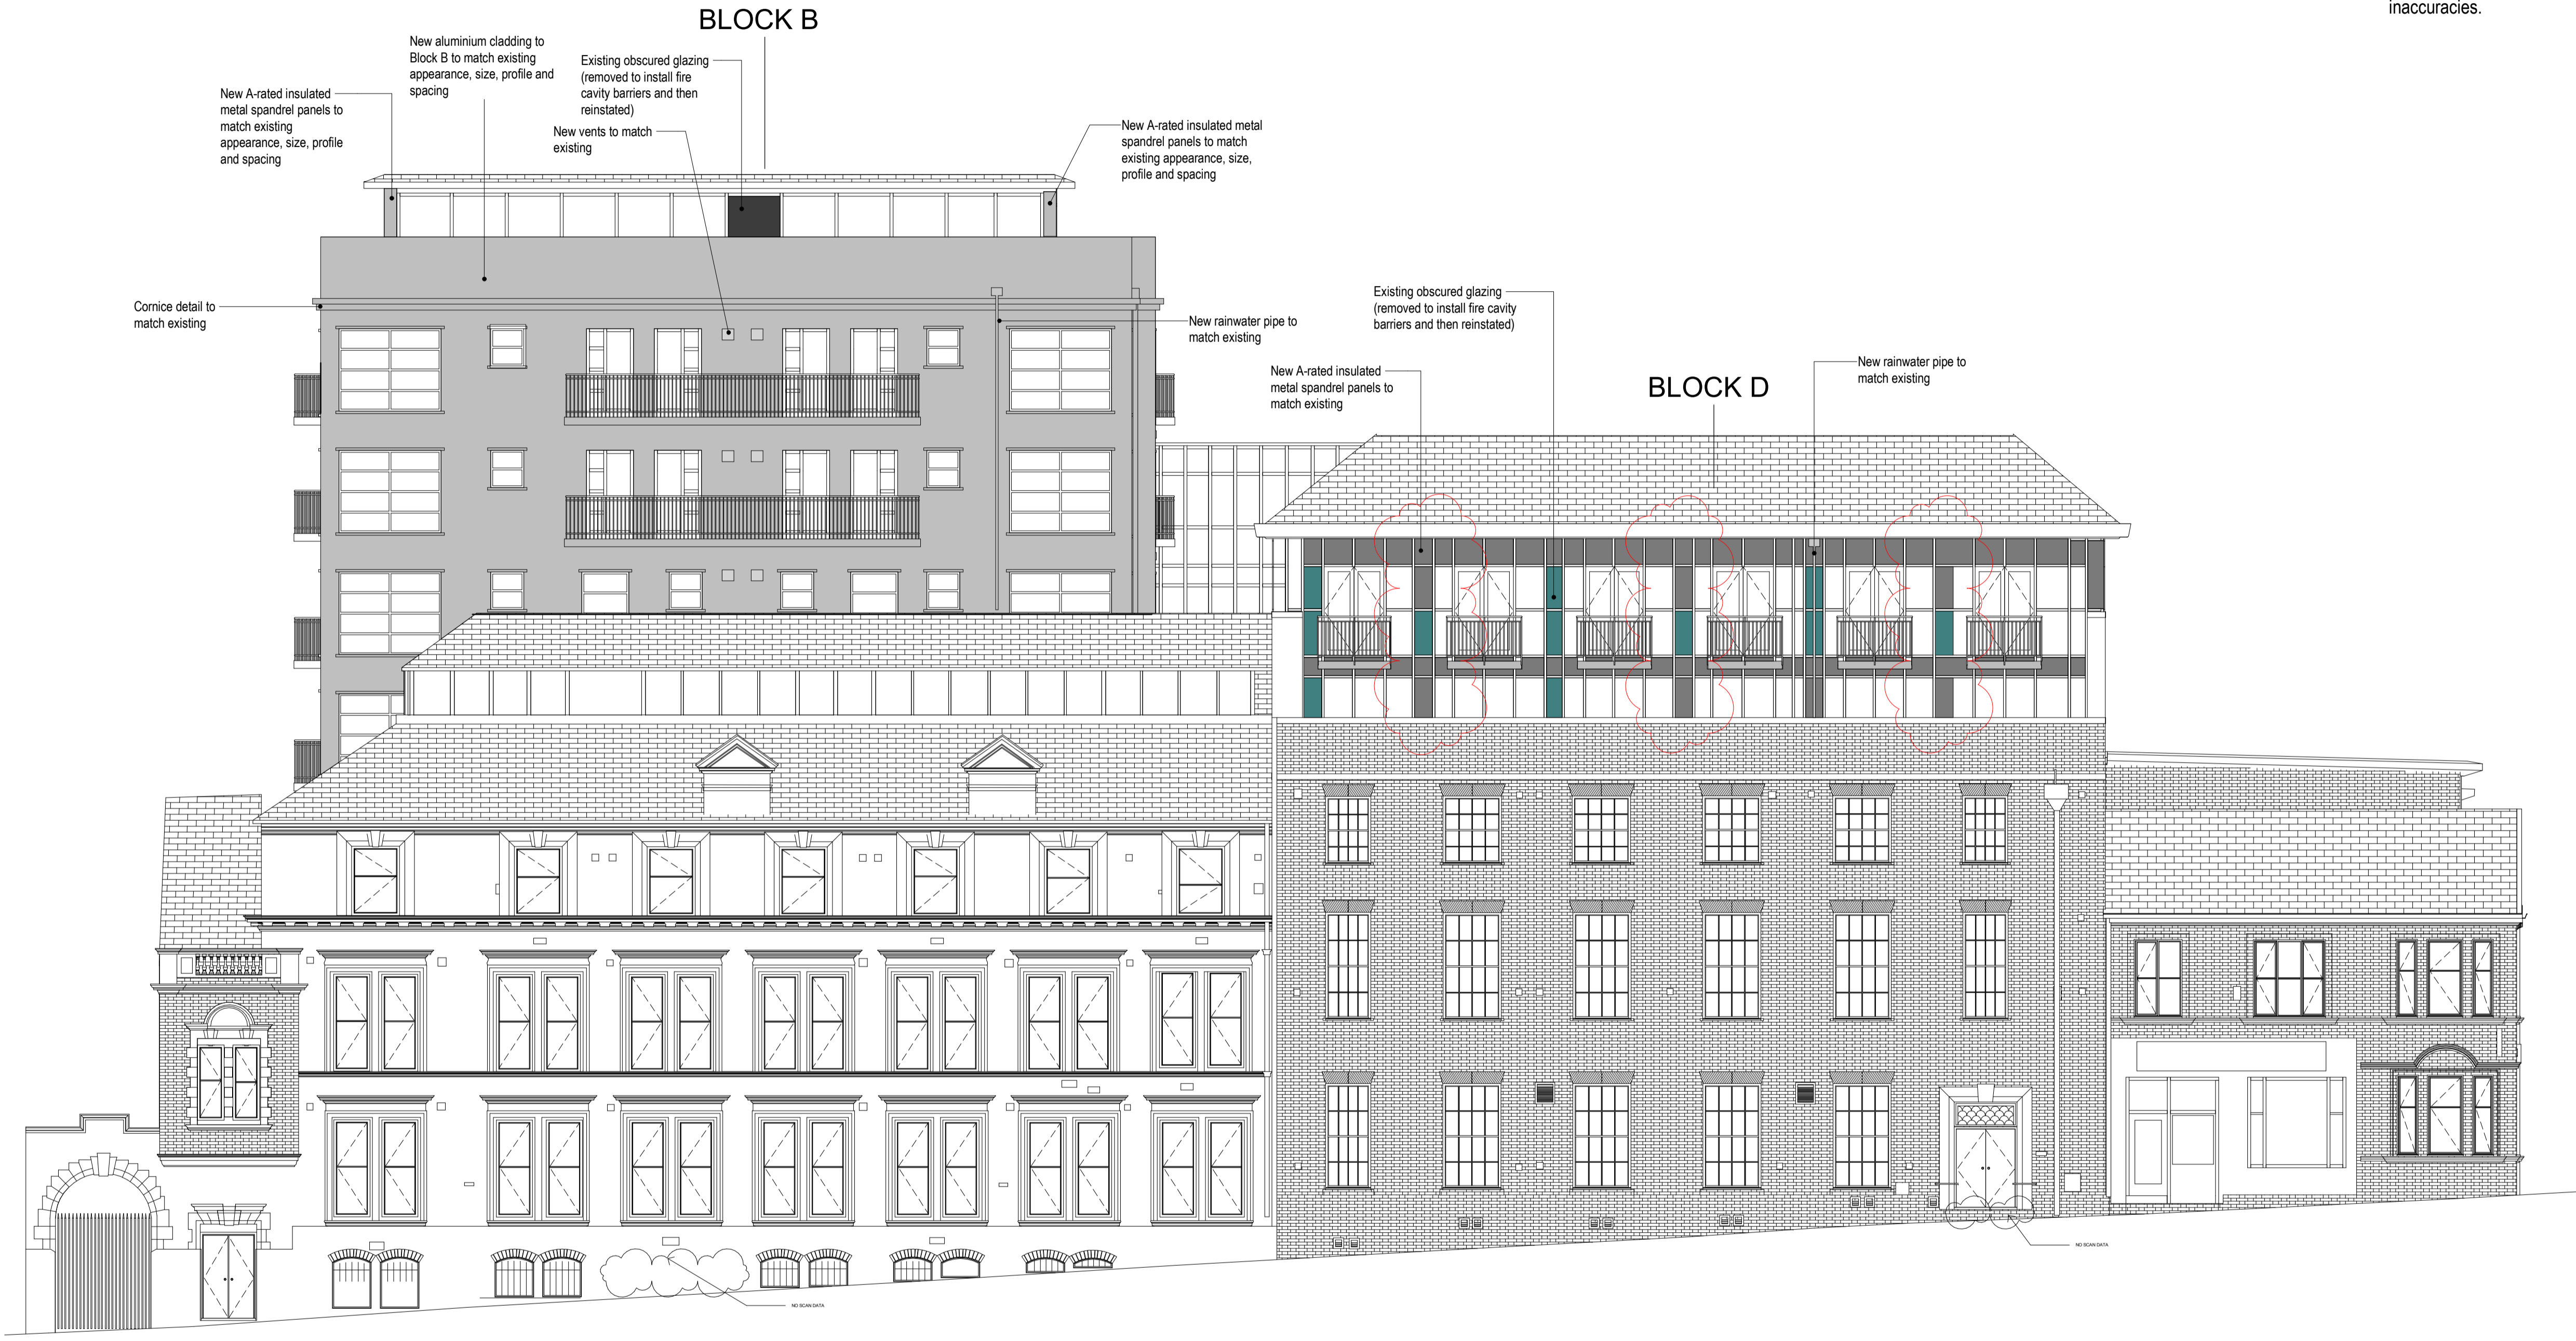 inaccuracies.
BLOCK B
New aluminium cladding to
Block B to match existing
appearance, size, profile and
spacing
Existing obscured glazing
(removed to install fire
cavity barriers and then
reinstated)
New A-rated insulated
metal spandrel panels to
match existing
appearance, size, profile
and spacing
New vents to match
existing
New A-rated insulated metal
spandrel panels to match
existing appearance, size,
profile and spacing
Cornice detail to
match existing
New rainwater pipe to
match existing
Existing obscured glazing
(removed to install fire cavity
barriers and then reinstated)
New A-rated insulated
metal spandrel panels to
match existing
BLOCK D
New rainwater pipe to
match existing
NO SCAN DATA
NO SCAN DATA